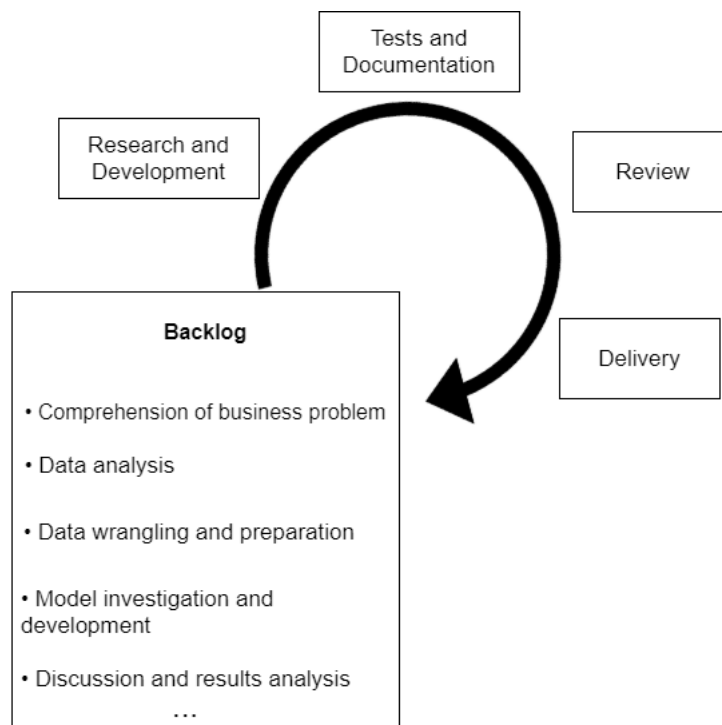 Tests and
Documentation
Research and
Development
Review
Delivery
Backlog
• Comprehension of business problem
• Data analysis
• Data wrangling and preparation
• Model investigation and
development
• Discussion and results analysis
...